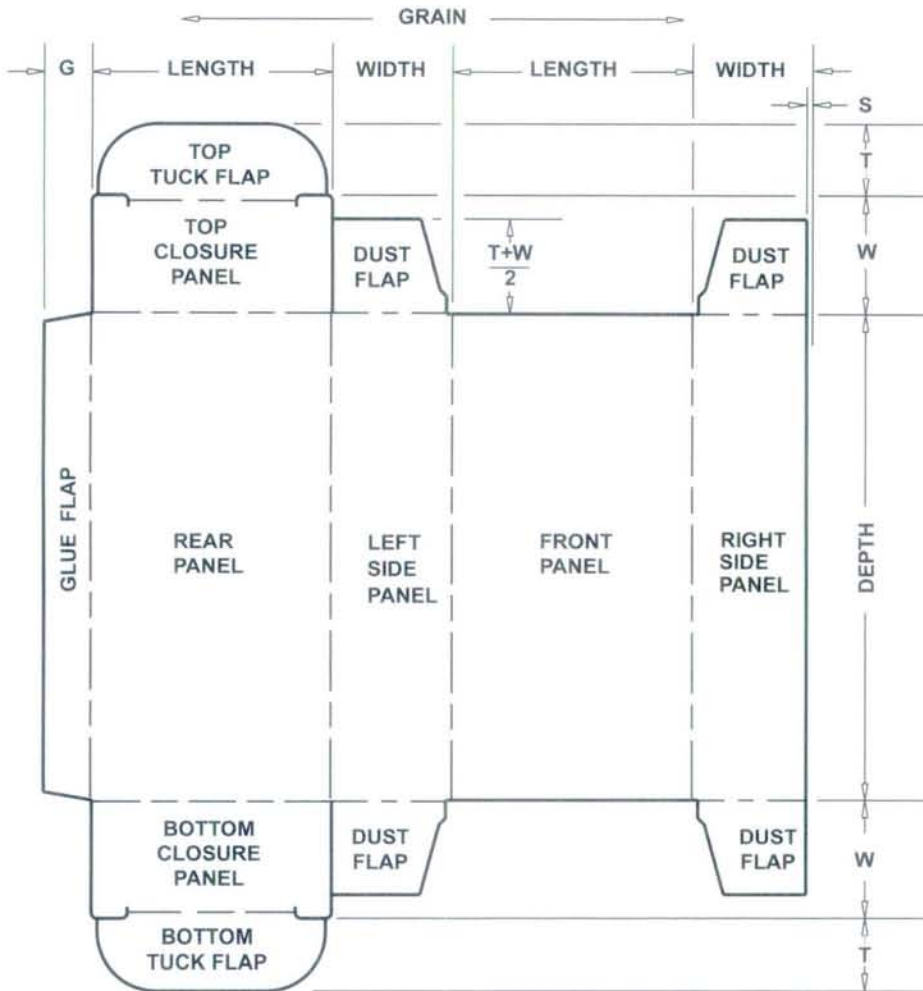 GRAIN
G
LENGTH
WIDTH
LENGTH
WIDTH
S
TOP
TUCK FLAP
T
TOP
CLOSURE
PANEL
DUST
FLAP
T+W
2
DUST
FLAP
W
GLUE FLAP
REAR
PANEL
LEFT
SIDE
PANEL
FRONT
PANEL
RIGHT
SIDE
PANEL
DEPTH
BOTTOM
CLOSURE
PANEL
DUST
FLAP
DUST
FLAP
W
BOTTOM
TUCK FLAP
T